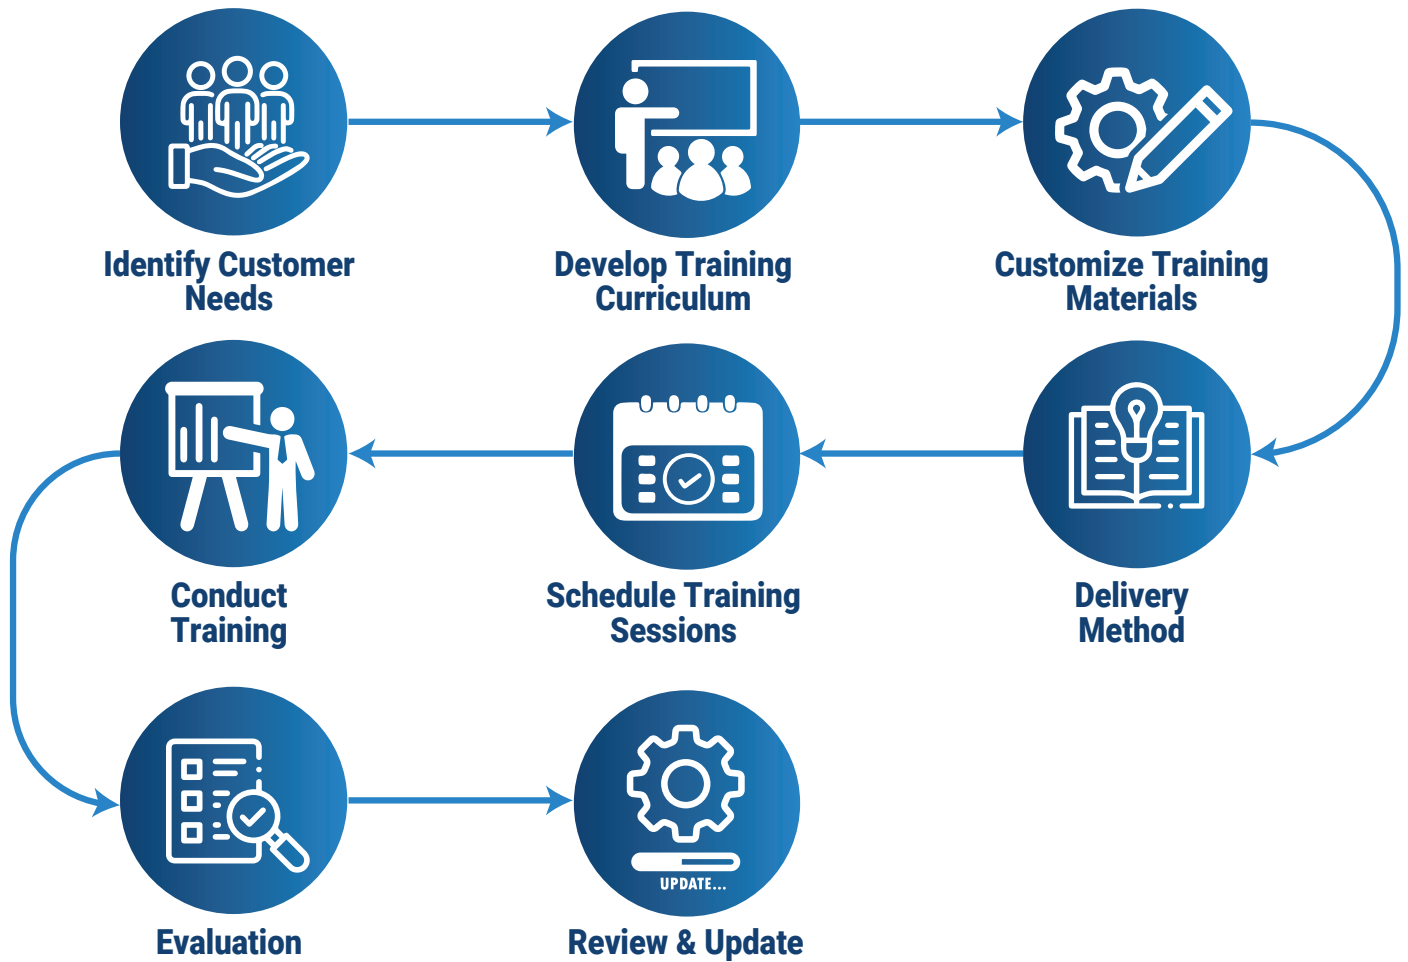 Identify Customer
Needs
Develop Training
Curriculum
Customize Training
Materials
Delivery
Method
Schedule Training
Sessions
Conduct
Training
Evaluation
UPDATE...
Review & Update